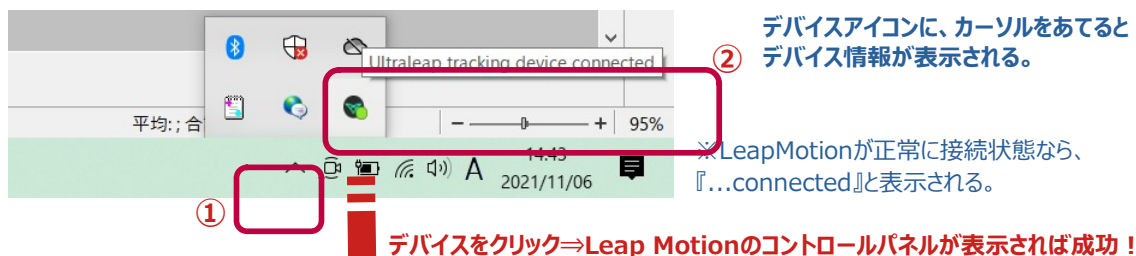 デバイスアイコンに、カーソルをあてると
② デバイス情報が表示される。
Ultraleap tracking device connected
平均: ; 合
95%
※LeapMotionが正常に接続状態なら、
『...connected』と表示される。
A
14:43
2021/11/06
①
デバイスをクリック⇒Leap Motionのコントロールパネルが表示されば成功！